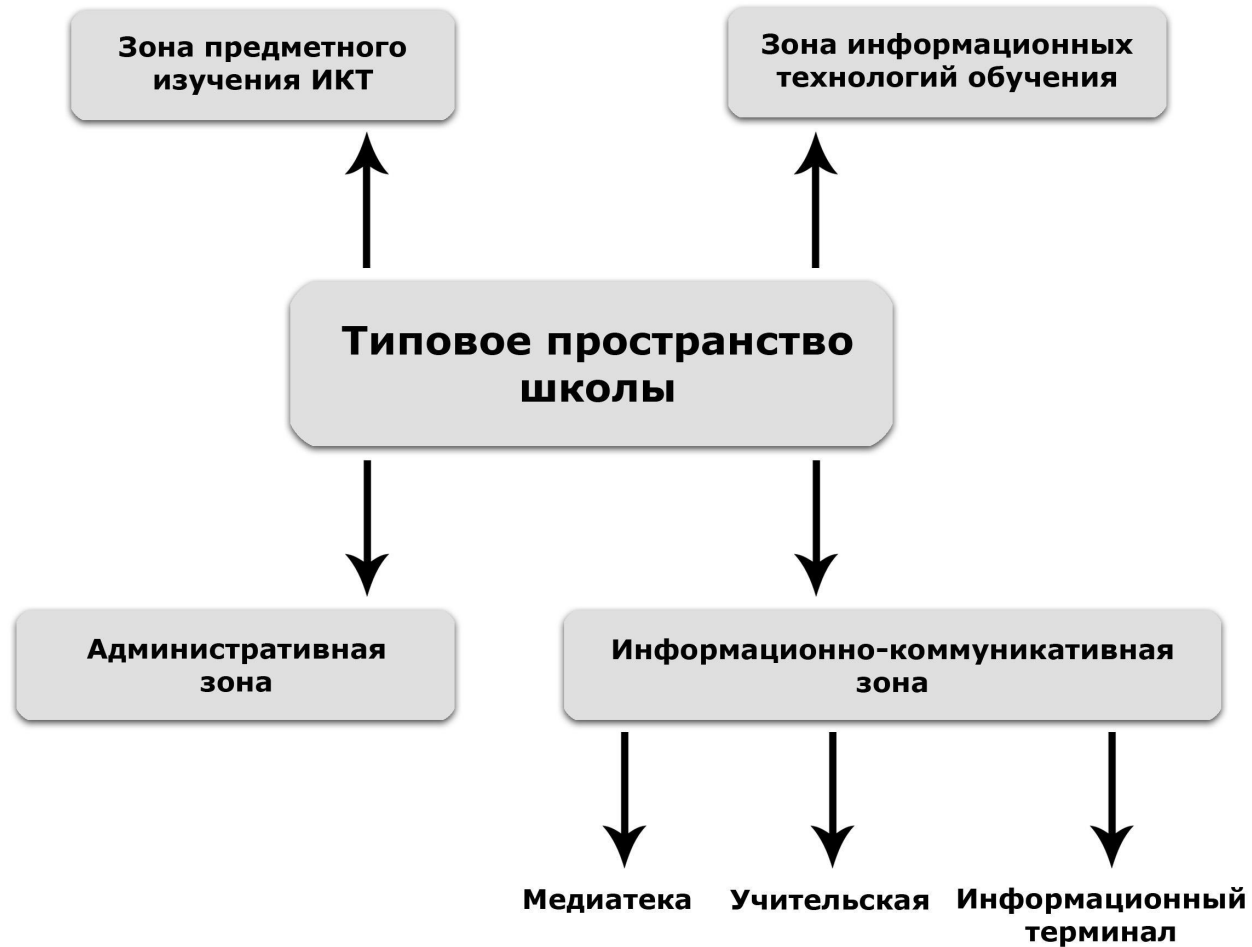 Зона предметного
изучения ИКТ
Зона информационных
технологий обучения
Типовое пространство
школы
Административная
зона
Информационно-коммуникативная
зона
Медиатека
Учительская
Информационный
терминал